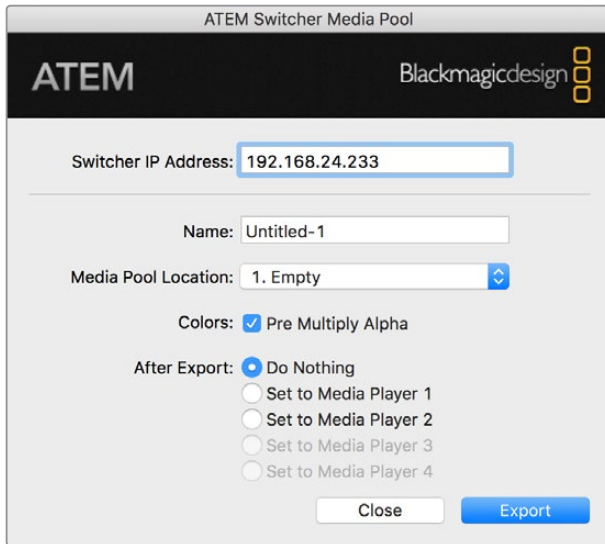 ATEM Switcher Media Pool
ATEM
Blackmagicdesign
Switcher IP Address: 192.168.24.233
Name: Untitled-1
Media Pool Location: 1. Empty
Colors: Pre Multiply Alpha
After Export: Do Nothing
Set to Media Player 1
Set to Media Player 2
Set to Media Player 3
Set to Media Player 4
Close Export